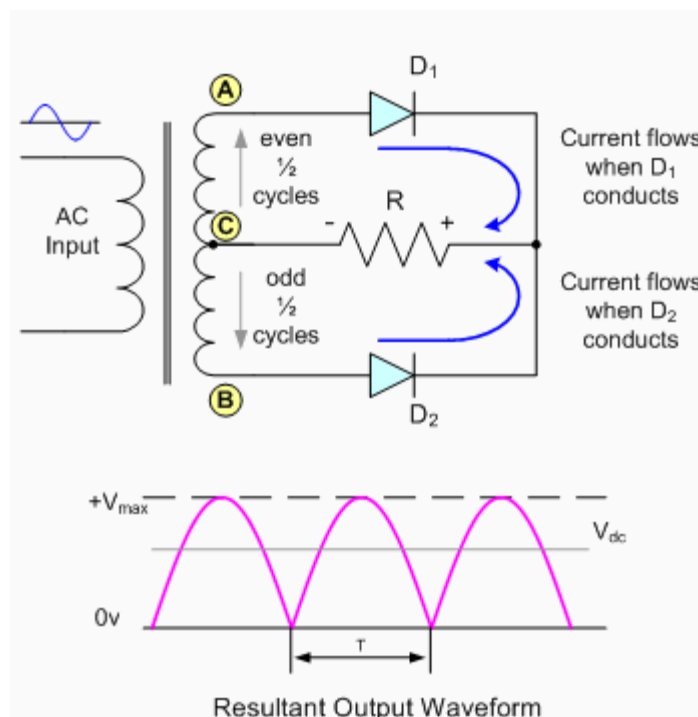 A
D1
even
½
cycles
Current flows
when D1
conducts
AC
Input
C
-
R
+
odd
½
cycles
Current flows
when D2
conducts
B
D2
+Vmax
Vdc
0v
T
Resultant Output Waveform